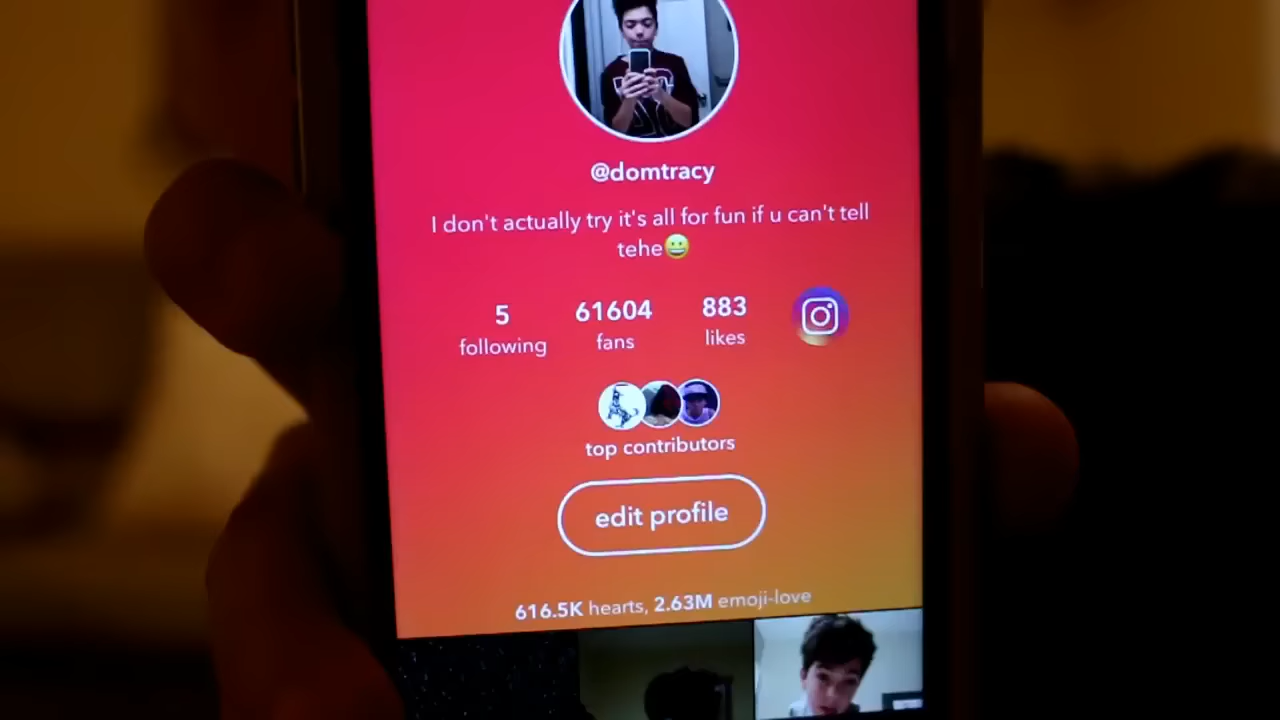 @domtracy
I don't actually try it's all for fun if u can't tell
tehe😀
5 61604 883
following fans likes
top contributors
edit profile
616.5K hearts, 2.63M emoji-love